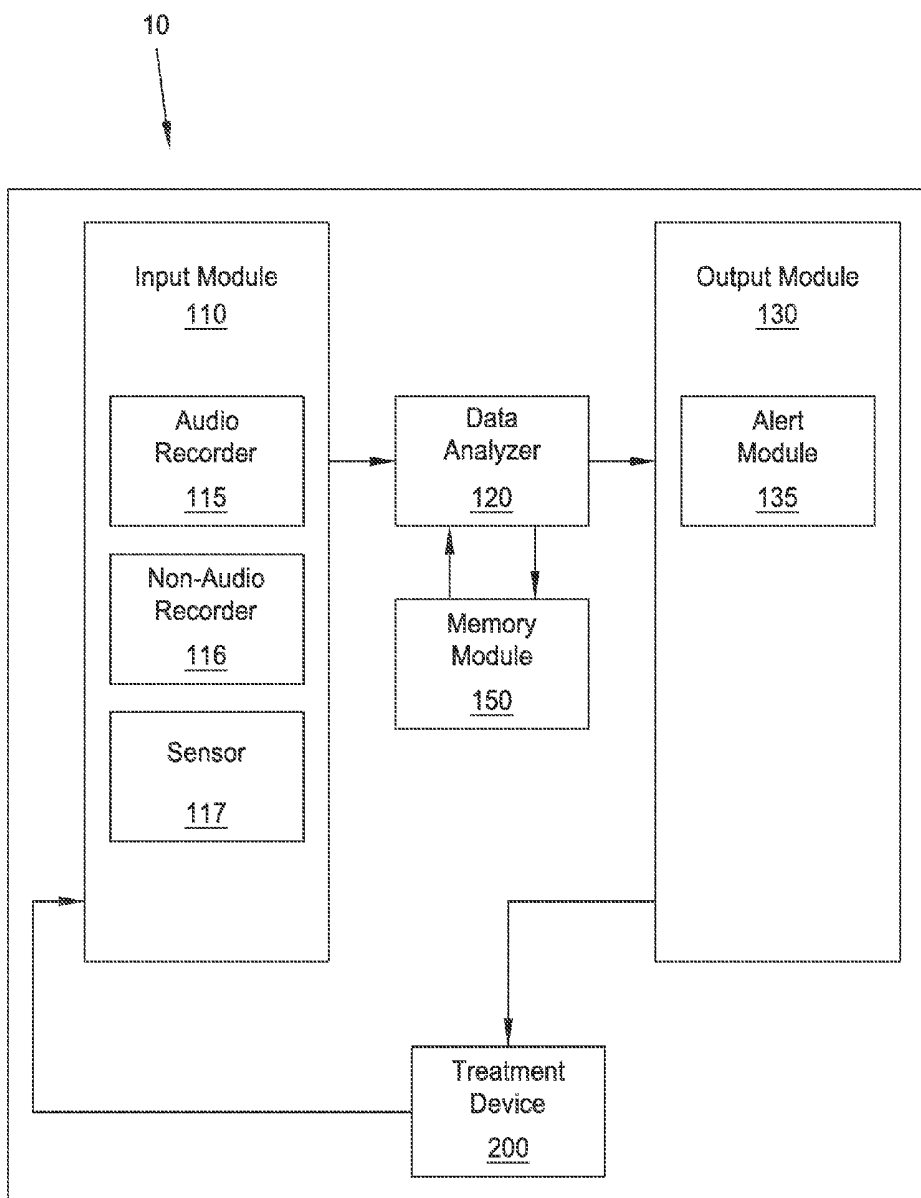 10
Input Module
110
Audio
Recorder
115
Non-Audio
Recorder
116
Sensor
117
Data
Analyzer
120
Memory
Module
150
Output Module
130
Alert
Module
135
Treatment
Device
200